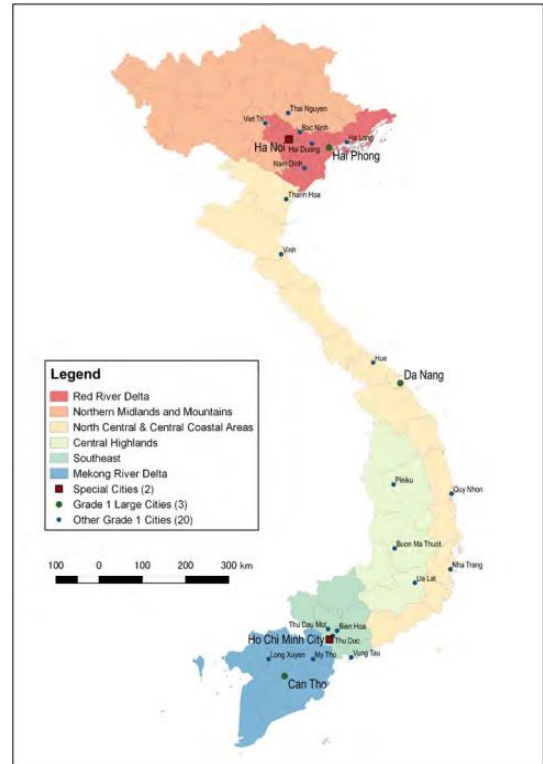 Thai Nguyen
Viet Tri
Bac Ninh
Ha Long
Ha Noi
Hai Duong
Hai Phong
Nam Dinh
Thanh Hoa
Vinh
Hue
Da Nang
Legend
Red River Delta
Northern Midlands and Mountains
North Central & Central Coastal Areas
Central Highlands
Southeast
Mekong River Delta
Special Cities (2)
Grade 1 Large Cities (3)
Other Grade 1 Cities (20)
Pleiku
Quy Nhon
Buon Ma Thuot
Nha Trang
Da Lat
100 0 100 200 300 km
Thu Dau Mot
Bien Hoa
Ho Chi Minh City
Thu Duc
Long Xuyen
My Tho
Vung Tau
Can Tho